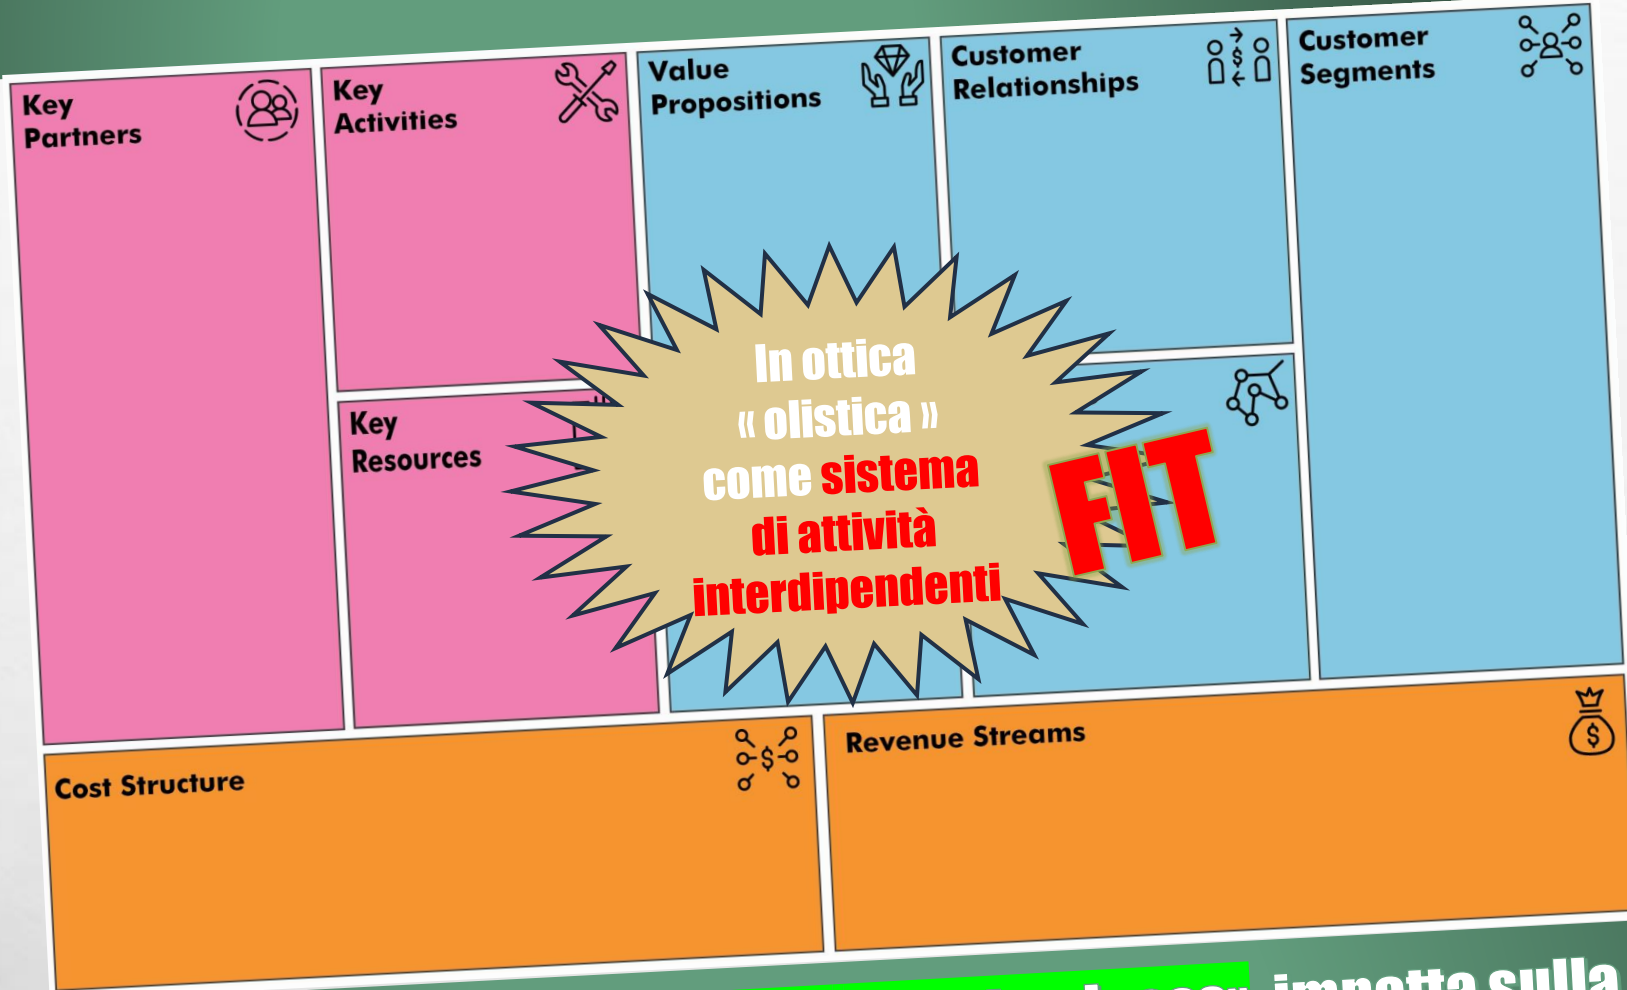 Key
Partners
Key
Activities
Value
Propositions
Customer
Relationships
Customer
Segments
Key
Resources
In ottica
« olistica »
come sistema
di attività
interdipendenti
FIT
Cost Structure
Revenue Streams
impatta sulla